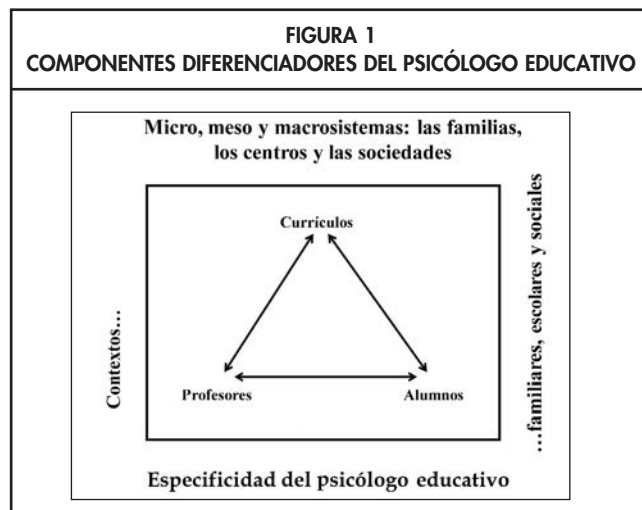 FIGURA 1
COMPONENTES DIFERENCIADORES DEL PSICÓLOGO EDUCATIVO
Micro, meso y macrosistemas: las familias,
los centros y las sociedades
Currículos
Contextos…
…familiares, escolares y sociales
Profesores
Alumnos
Especificidad del psicólogo educativo